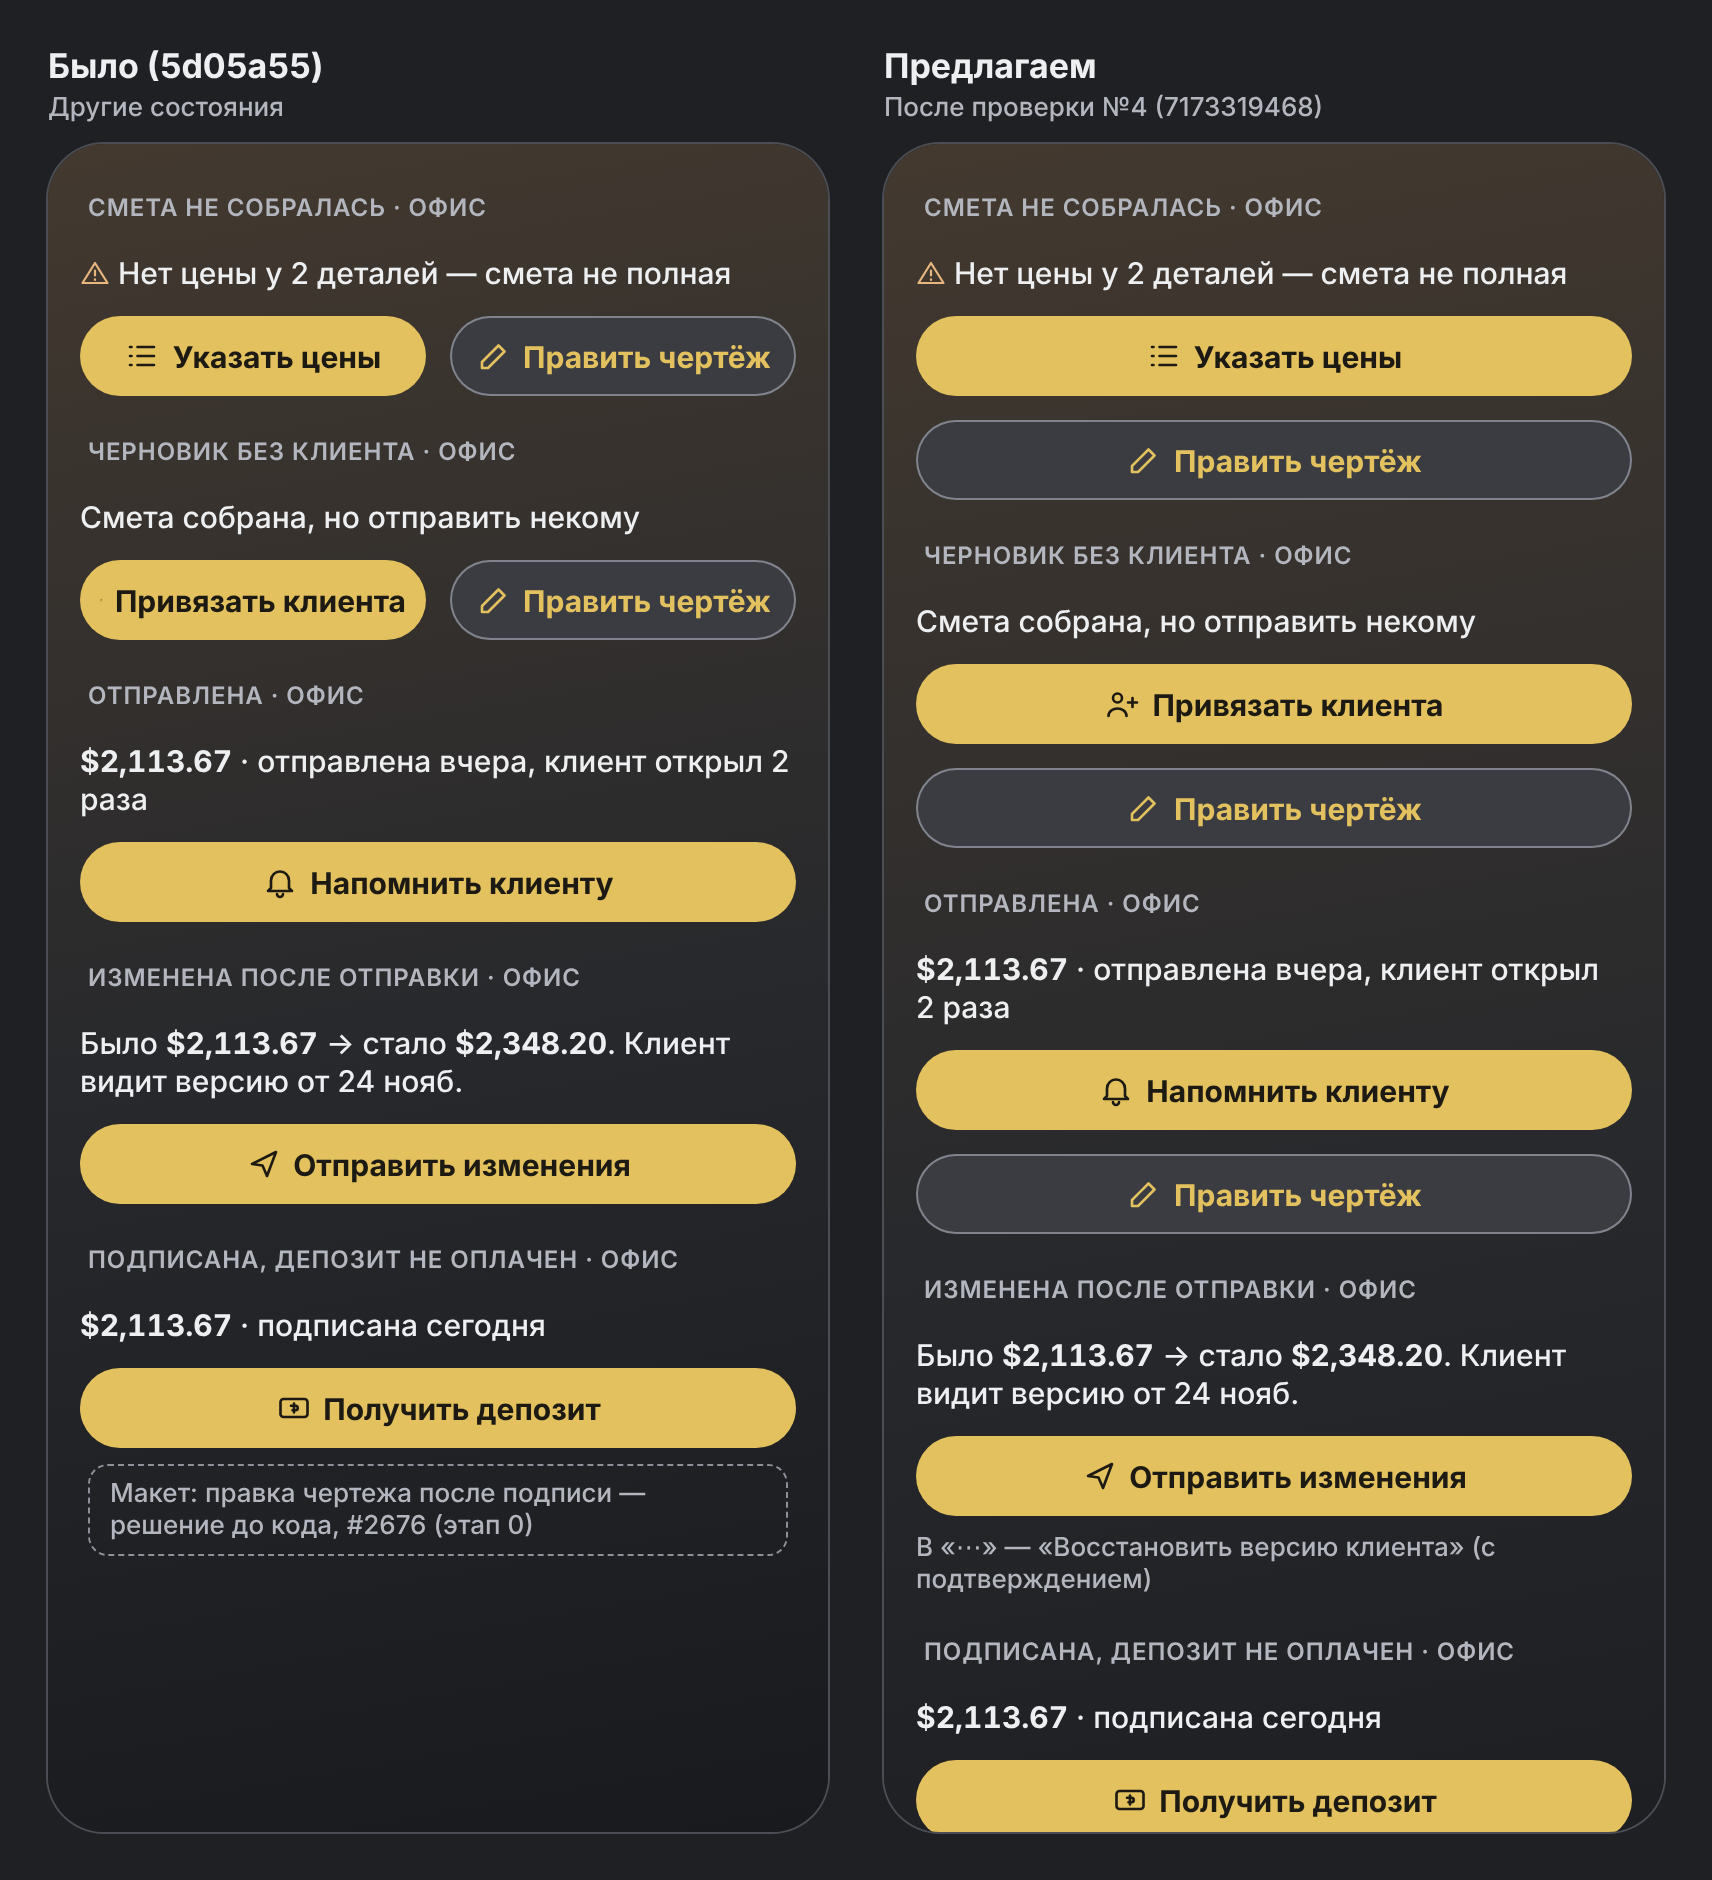 Было (5d05a55)
Другие состояния
СМЕТА НЕ СОБРАЛАСЬ · ОФИС
Нет цены у 2 деталей — смета не полная
Указать цены
Править чертёж
ЧЕРНОВИК БЕЗ КЛИЕНТА · ОФИС
Смета собрана, но отправить некому
Привязать клиента
Править чертёж
ОТПРАВЛЕНА · ОФИС
$2,113.67 · отправлена вчера, клиент открыл 2
раза
Напомнить клиенту
ИЗМЕНЕНА ПОСЛЕ ОТПРАВКИ · ОФИС
Было $2,113.67 → стало $2,348.20. Клиент
видит версию от 24 нояб.
Отправить изменения
ПОДПИСАНА, ДЕПОЗИТ НЕ ОПЛАЧЕН · ОФИС
$2,113.67 · подписана сегодня
Получить депозит
Макет: правка чертежа после подписи —
решение до кода, #2676 (этап 0)
Предлагаем
После проверки №4 (7173319468)
СМЕТА НЕ СОБРАЛАСЬ · ОФИС
Нет цены у 2 деталей — смета не полная
Указать цены
Править чертёж
ЧЕРНОВИК БЕЗ КЛИЕНТА · ОФИС
Смета собрана, но отправить некому
Привязать клиента
Править чертёж
ОТПРАВЛЕНА · ОФИС
$2,113.67 · отправлена вчера, клиент открыл
2 раза
Напомнить клиенту
Править чертёж
ИЗМЕНЕНА ПОСЛЕ ОТПРАВКИ · ОФИС
Было $2,113.67 → стало $2,348.20. Клиент
видит версию от 24 нояб.
Отправить изменения
В «⋯» — «Восстановить версию клиента» (с
подтверждением)
ПОДПИСАНА, ДЕПОЗИТ НЕ ОПЛАЧЕН · ОФИС
$2,113.67 · подписана сегодня
Получить депозит